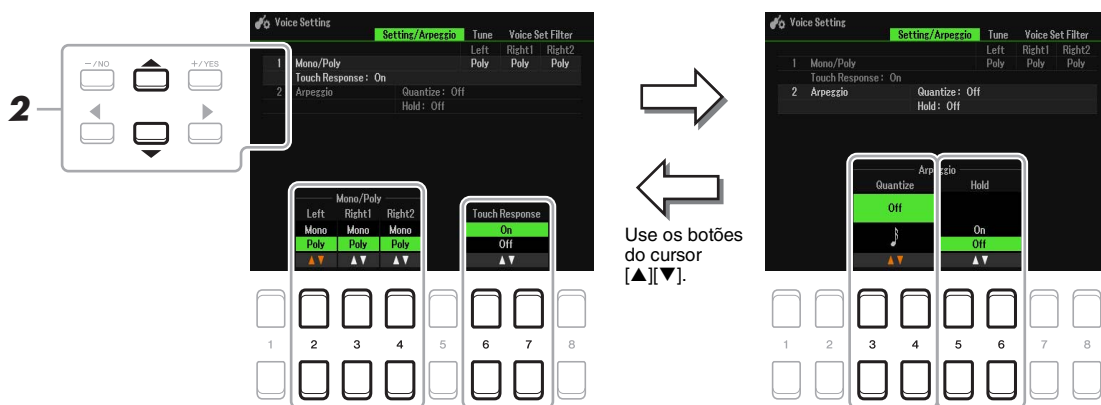 Voice Setting
Setting/Arpeggio Tune Voice Set Filter
Left Right1 Right2
1 Mono/Poly Poly Poly Poly
Touch Response: On
2 Arpeggio Quantize: Off
Hold: Off
Mono/Poly
Left Right1 Right2
Mono Mono Mono
Poly Poly Poly
▲▼ ▲▼ ▲▼
Touch Response
On
Off
▲▼
1 2 3 4 5 6 7 8
2
−/NO +/YES
Use os botões
do cursor
[▲][▼].
Voice Setting
Setting/Arpeggio Tune Voice Set Filter
Left Right1 Right2
1 Mono/Poly Poly Poly Poly
Touch Response: On
2 Arpeggio Quantize: Off
Hold: Off
Arpeggio
Quantize Hold
Off
On
Off
▲▼ ▲▼
1 2 3 4 5 6 7 8